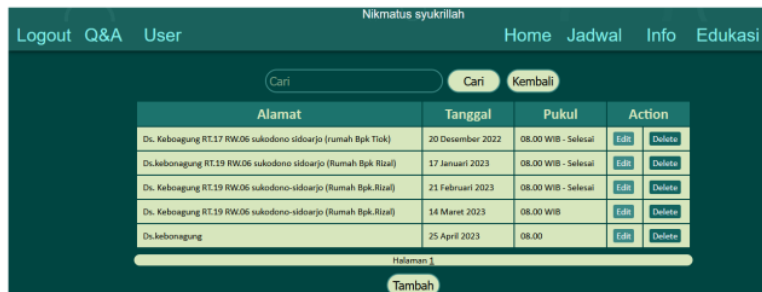 Nikmatus syukrillah
Logout Q&A User Home Jadwal Info Edukasi
Cari Cari Kembali
Alamat Tanggal Pukul Action
Ds. Keboagung RT.17 RW.06 sukodono sidoarjo (rumah Bpk Tiok) 20 Desember 2022 08.00 WIB - Selesai Edit Delete
Ds.kebonagung RT.19 RW.06 sukodono sidoarjo (Rumah Bpk Rizal) 17 Januari 2023 08.00 WIB - Selesai Edit Delete
Ds. Keboagung RT.19 RW.06 sukodono-sidoarjo (Rumah Bpk.Rizal) 21 Februari 2023 08.00 WIB - Selesai Edit Delete
Ds. Keboagung RT.19 RW.06 sukodono-sidoarjo (Rumah Bpk.Rizal) 14 Maret 2023 08.00 WIB Edit Delete
Ds.kebonagung 25 April 2023 08.00 Edit Delete
Halaman 1
Tambah